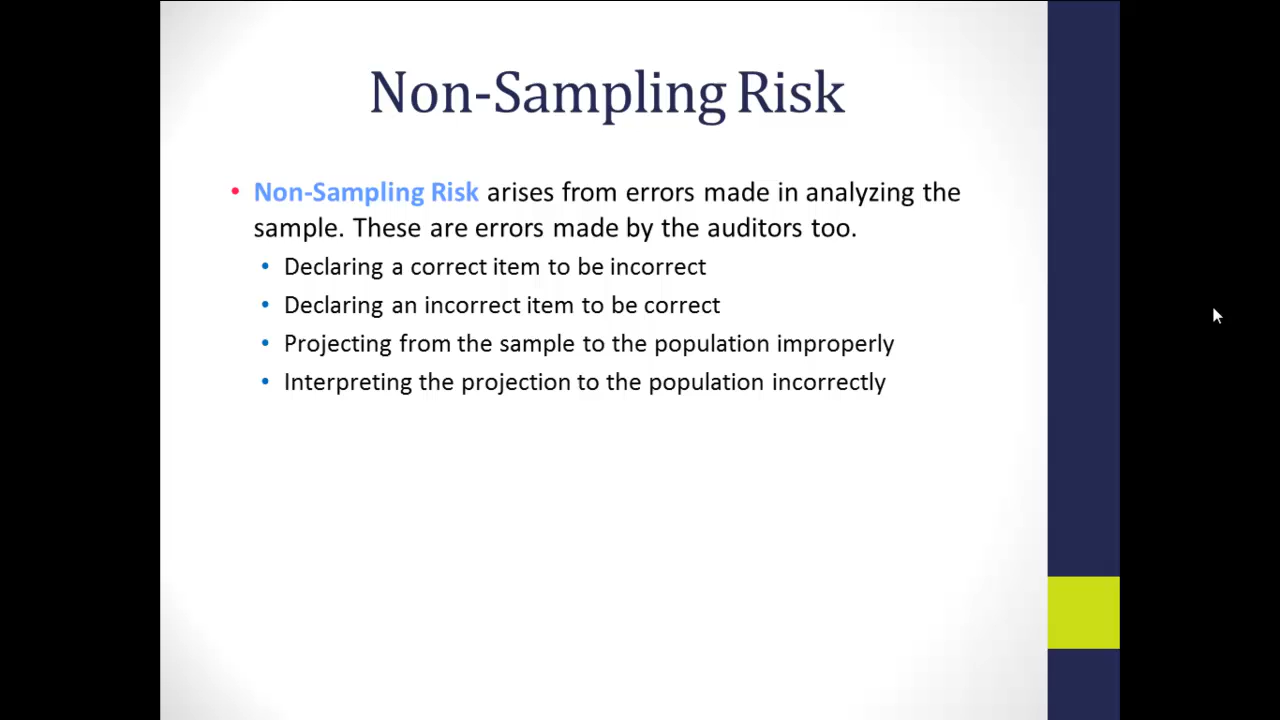 Non-Sampling Risk
• Non-Sampling Risk arises from errors made in analyzing the
sample. These are errors made by the auditors too.
• Declaring a correct item to be incorrect
• Declaring an incorrect item to be correct
• Projecting from the sample to the population improperly
• Interpreting the projection to the population incorrectly